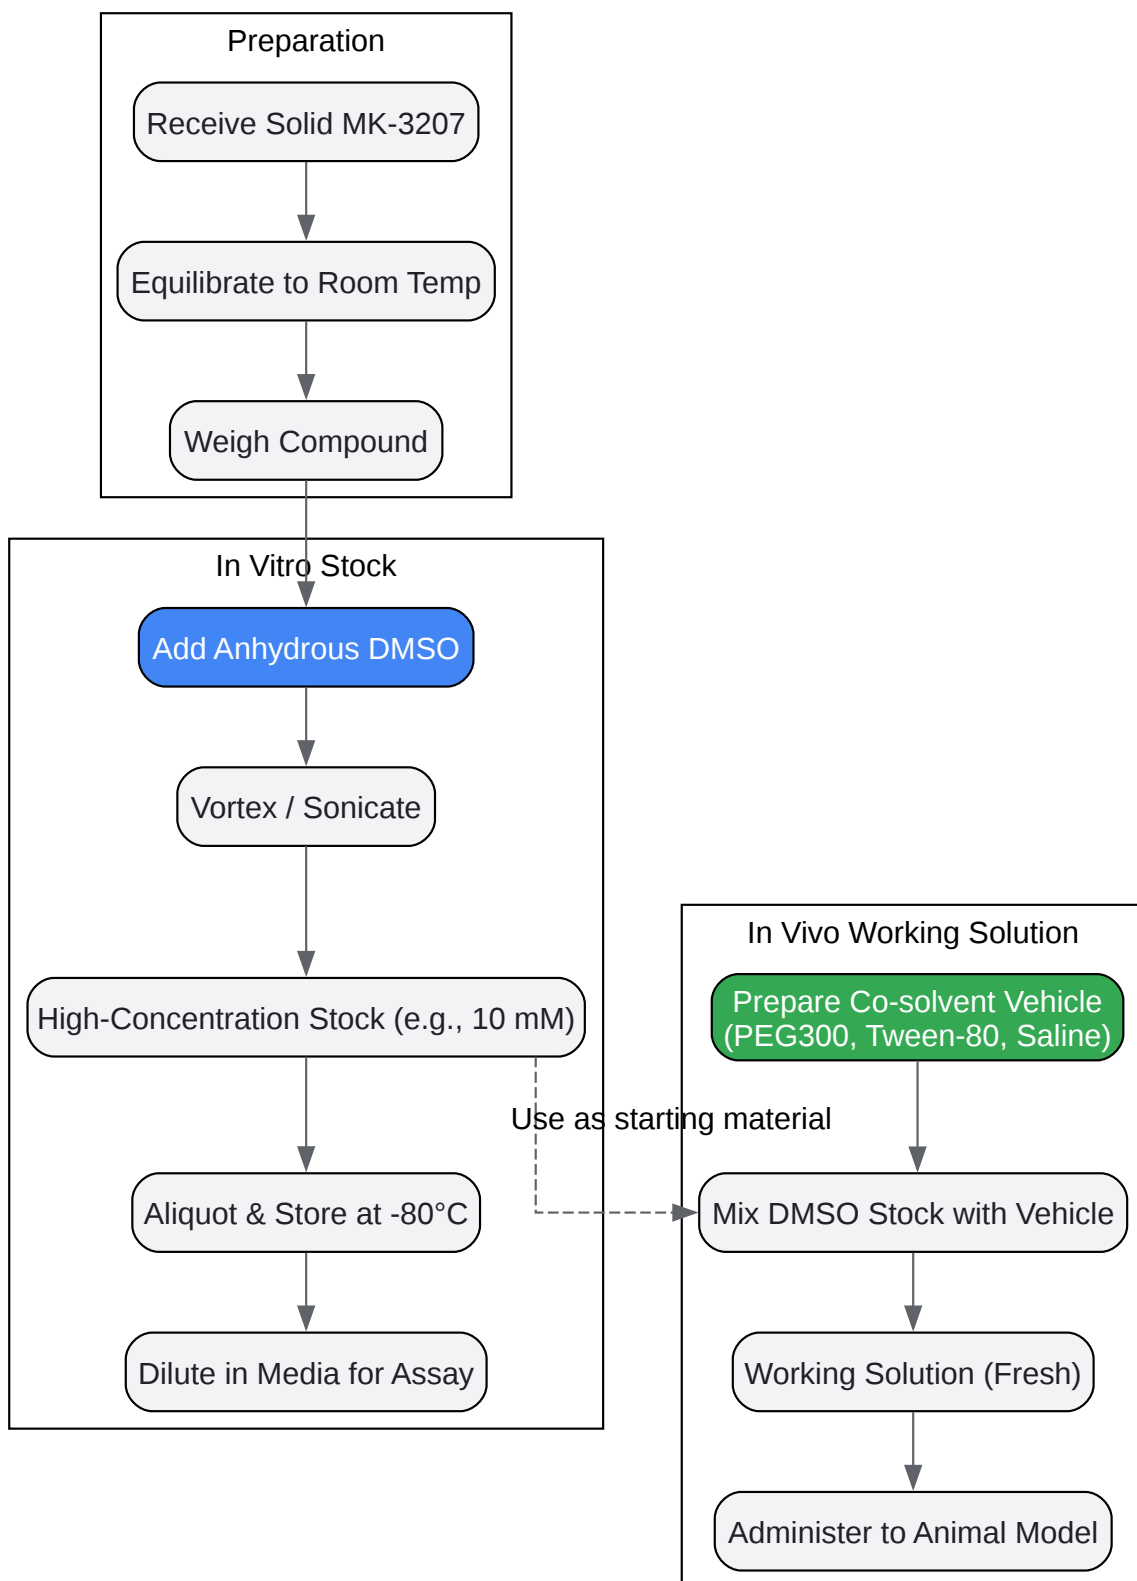 Preparation
Receive Solid MK-3207
Equilibrate to Room Temp
Weigh Compound
In Vitro Stock
Add Anhydrous DMSO
Vortex / Sonicate
High-Concentration Stock (e.g., 10 mM)
Aliquot & Store at -80°C
Dilute in Media for Assay
Use as starting material
In Vivo Working Solution
Prepare Co-solvent Vehicle
(PEG300, Tween-80, Saline)
Mix DMSO Stock with Vehicle
Working Solution (Fresh)
Administer to Animal Model